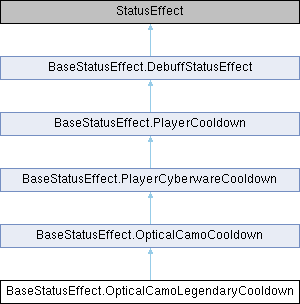 StatusEffect
BaseStatusEffect.DebuffStatusEffect
BaseStatusEffect.PlayerCooldown
BaseStatusEffect.PlayerCyberwareCooldown
BaseStatusEffect.OpticalCamoCooldown
BaseStatusEffect.OpticalCamoLegendaryCooldown